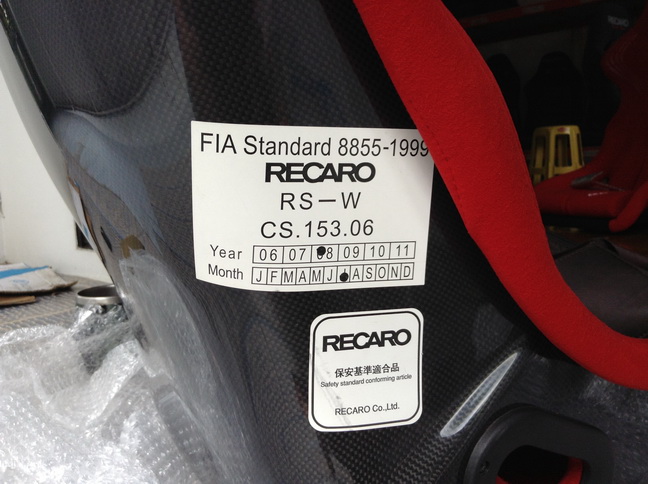 FIA Standard 8855-1999
RECARO
RS-W
CS.153.06
Year 06 07 08 09 10 11
Month J F M A M J A S O N D
RECARO
保安基準適合品
Safety standard conforming article
RECARO Co.,Ltd.